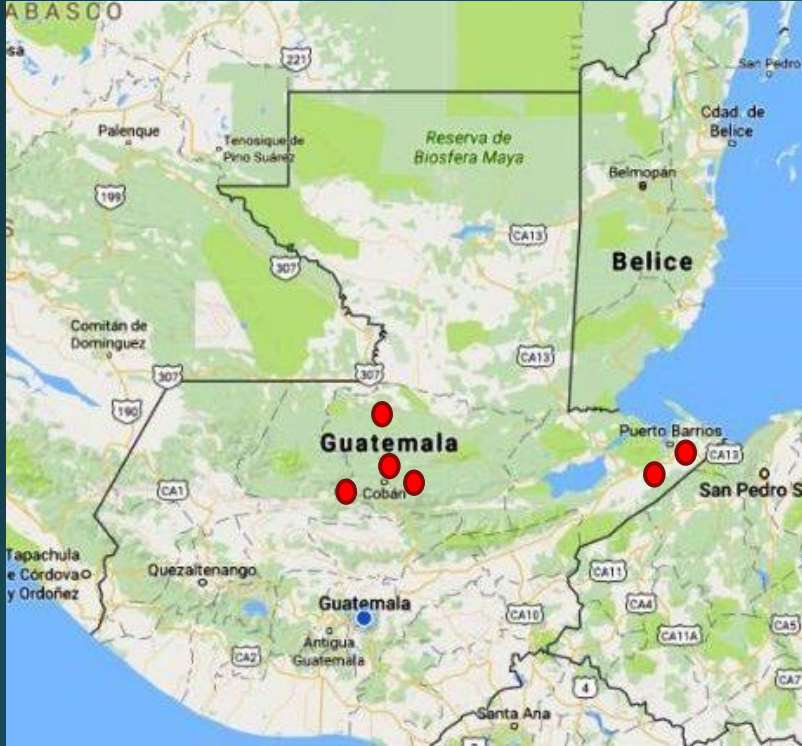 ABASCO
sa
221
San Pedro
Palenque
Tenosique de
Pino Suárez
Reserva de
Biosfera Maya
Cdad. de
Belice
Belmopán
199
CA13
Belice
307
Comitán de
Domínguez
CA13
307
307
190
Guatemala
Puerto Barrios
CA13
CA1
Cobán
San Pedro S
Tapachula
e Córdova
y Ordoñez
Quezaltenango
CA11
Guatemala
CA10
CA4
CA5
Antigua
Guatemala
CA11A
CA2
4
CA7
Santa Ana